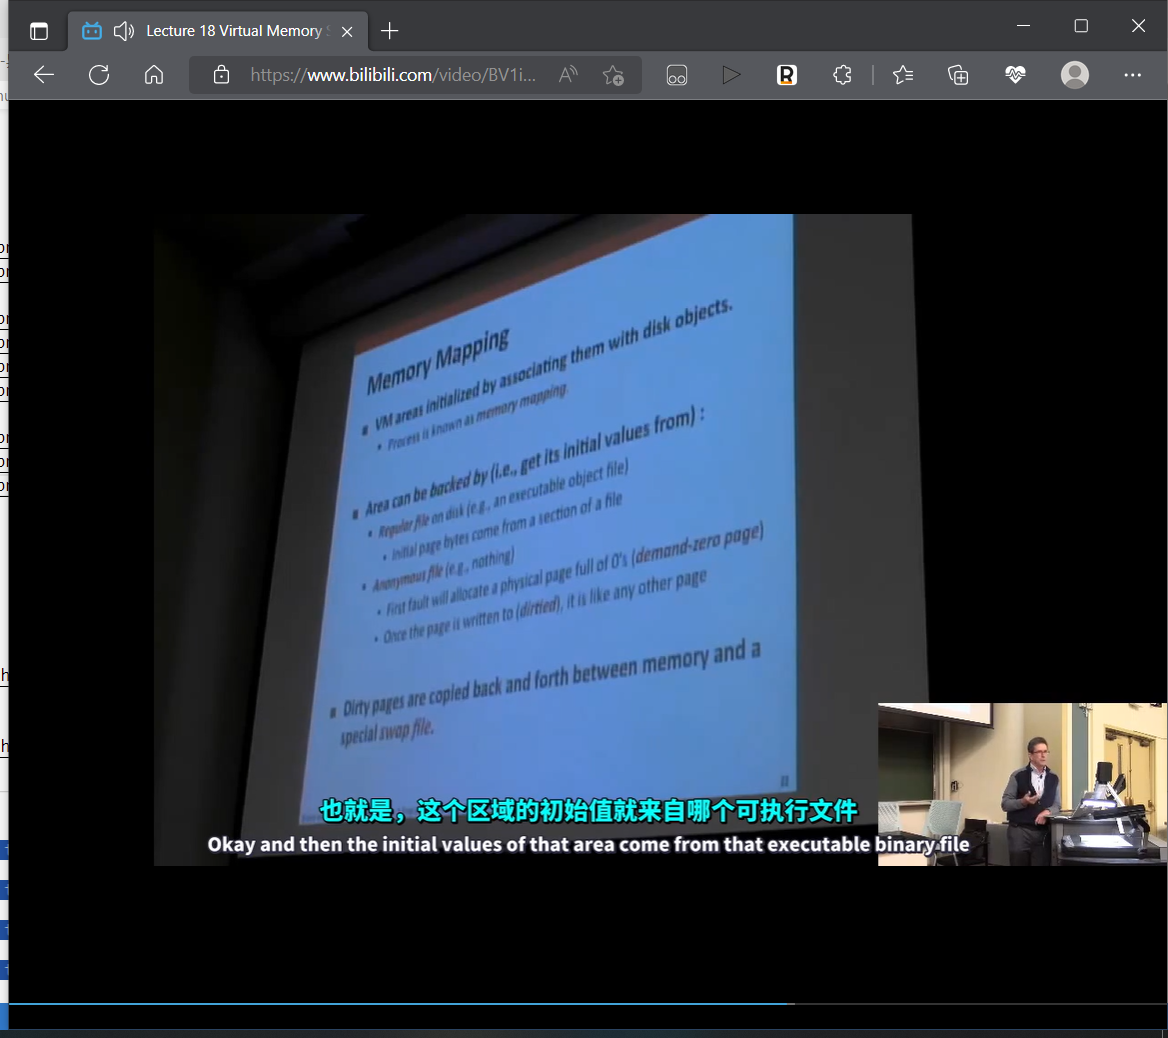 Lecture 18 Virtual Memory S
https://www.bilibili.com/video/BV1i...
Memory Mapping
VM areas initialized by associating them with disk objects.
Process is known as memory mapping.
Area can be backed by (i.e., get its initial values from) :
Regular file on disk (e.g., an executable object file)
Initial page bytes come from a section of a file
Anonymous file (e.g., nothing)
First fault will allocate a physical page full of 0's (demand-zero page)
Once the page is written to (dirtied), it is like any other page
Dirty pages are copied back and forth between memory and a
special swap file.
也就是，这个区域的初始值就来自哪个可执行文件
Okay and then the initial values of that area come from that executable binary file